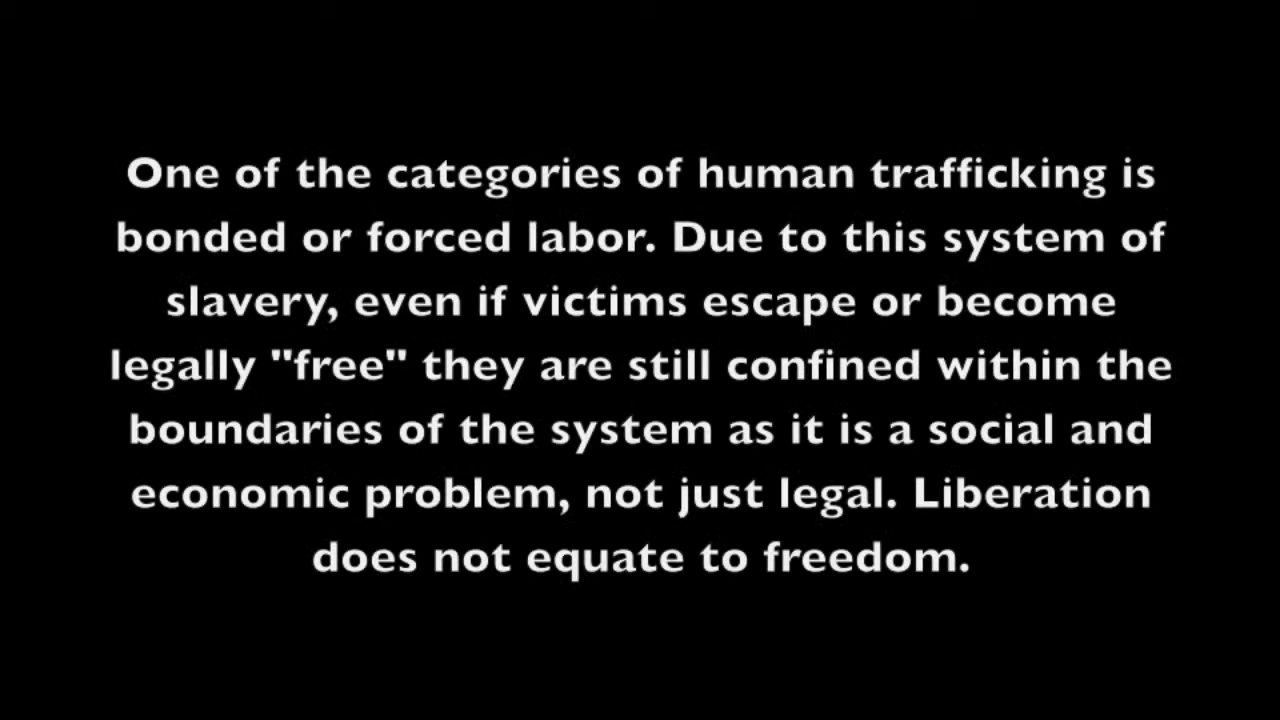 One of the categories of human trafficking is
bonded or forced labor. Due to this system of
slavery, even if victims escape or become
legally "free" they are still confined within the
boundaries of the system as it is a social and
economic problem, not just legal. Liberation
does not equate to freedom.